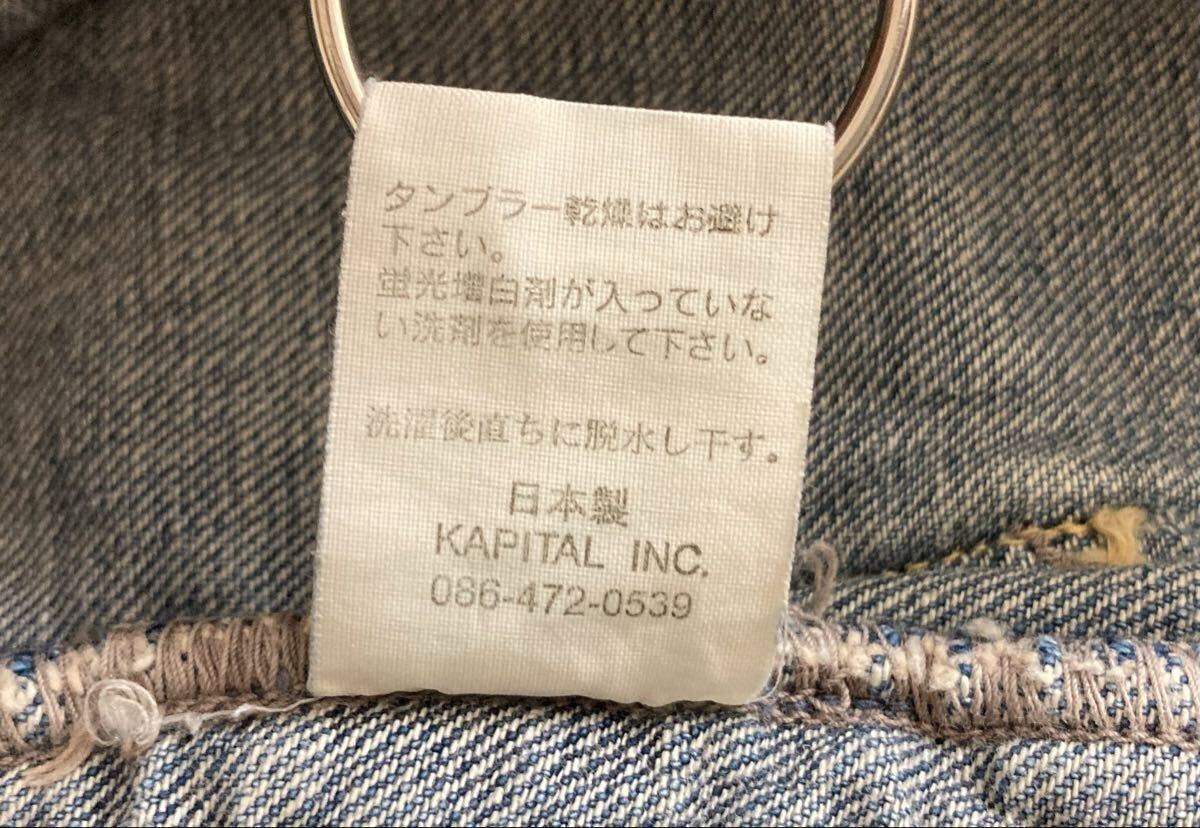 タンブラー乾燥はお避け
下さい。
蛍光増白剤が入っていな
い洗剤を使用して下さい。
洗濯後直ちに脱水し干す。
日本製
KAPITAL INC.
086-472-0539